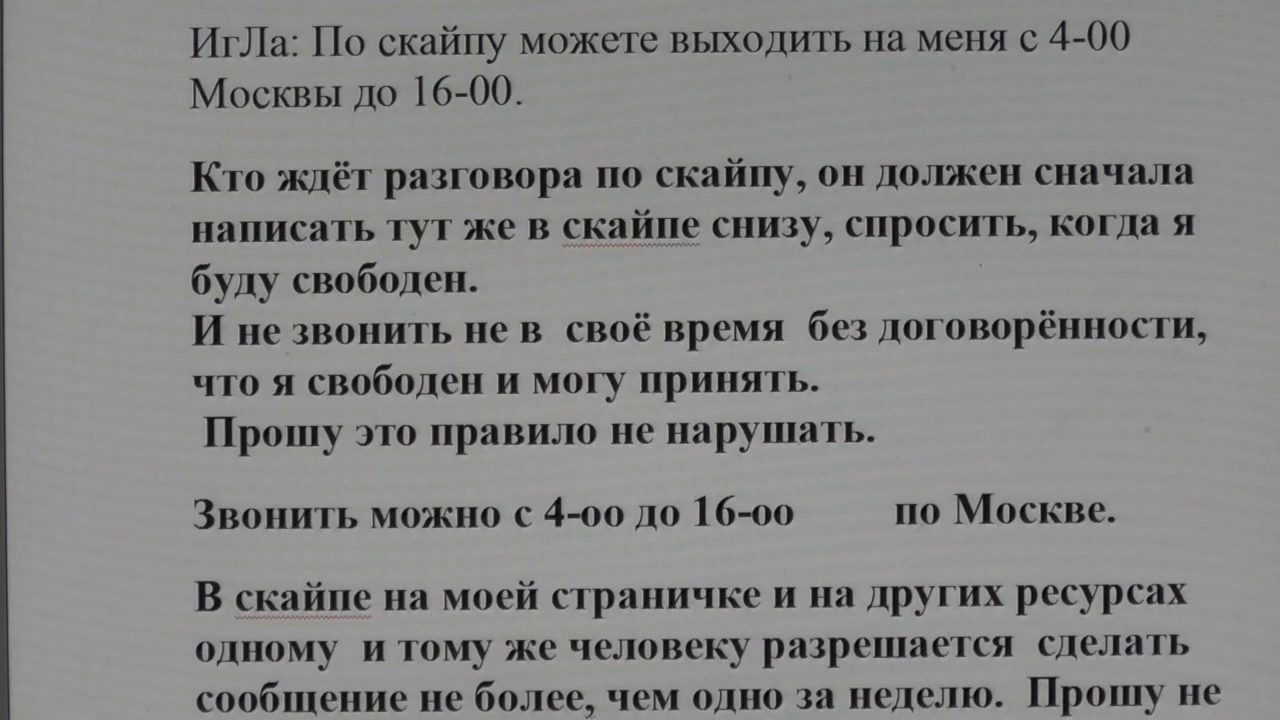 ИгЛа: По скайпу можете выходить на меня с 4-00
Москвы до 16-00.
Кто ждёт разговора по скайпу, он должен сначала
написать тут же в скайпе снизу, спросить, когда я
буду свободен.
И не звонить не в  своё время  без договорённости,
что я свободен и могу принять.
Прошу это правило не нарушать.
Звонить можно с 4-оо до 16-оо по Москве.
В скайпе на моей страничке и на других ресурсах
одному  и тому же человеку разрешается  сделать
сообщение не более, чем одно за неделю.  Прошу не